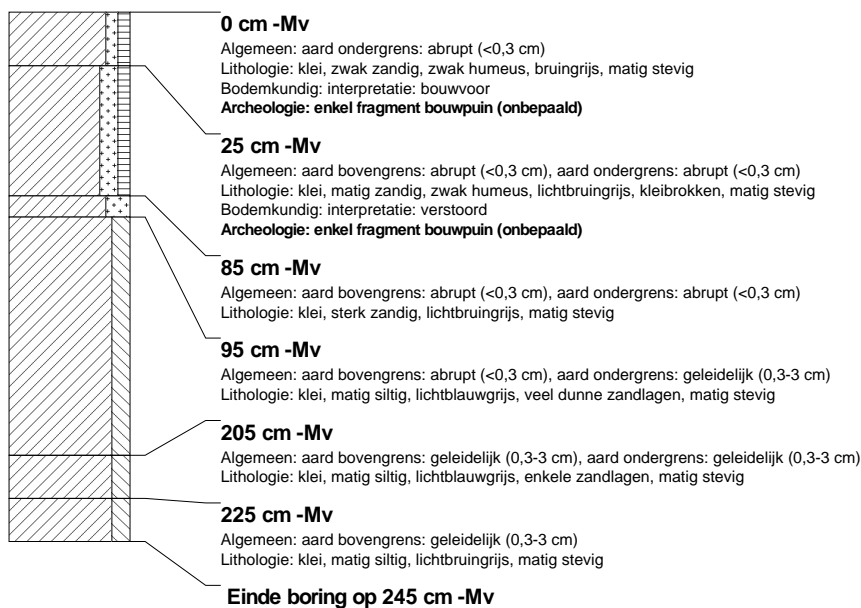 0 cm -Mv
Algemeen: aard ondergrens: abrupt (<0,3 cm)
Lithologie: klei, zwak zandig, zwak humeus, bruingrijs, matig stevig
Bodemkundig: interpretatie: bouwvoor
Archeologie: enkel fragment bouwpuin (onbepaald)
25 cm -Mv
Algemeen: aard bovengrens: abrupt (<0,3 cm), aard ondergrens: abrupt (<0,3 cm)
Lithologie: klei, matig zandig, zwak humeus, lichtbruingrijs, kleibrokken, matig stevig
Bodemkundig: interpretatie: verstoord
Archeologie: enkel fragment bouwpuin (onbepaald)
85 cm -Mv
Algemeen: aard bovengrens: abrupt (<0,3 cm), aard ondergrens: abrupt (<0,3 cm)
Lithologie: klei, sterk zandig, lichtbruingrijs, matig stevig
95 cm -Mv
Algemeen: aard bovengrens: abrupt (<0,3 cm), aard ondergrens: geleidelijk (0,3-3 cm)
Lithologie: klei, matig siltig, lichtblauwgrijs, veel dunne zandlagen, matig stevig
205 cm -Mv
Algemeen: aard bovengrens: geleidelijk (0,3-3 cm), aard ondergrens: geleidelijk (0,3-3 cm)
Lithologie: klei, matig siltig, lichtblauwgrijs, enkele zandlagen, matig stevig
225 cm -Mv
Algemeen: aard bovengrens: geleidelijk (0,3-3 cm)
Lithologie: klei, matig siltig, lichtbruingrijs, matig stevig
Einde boring op 245 cm -Mv